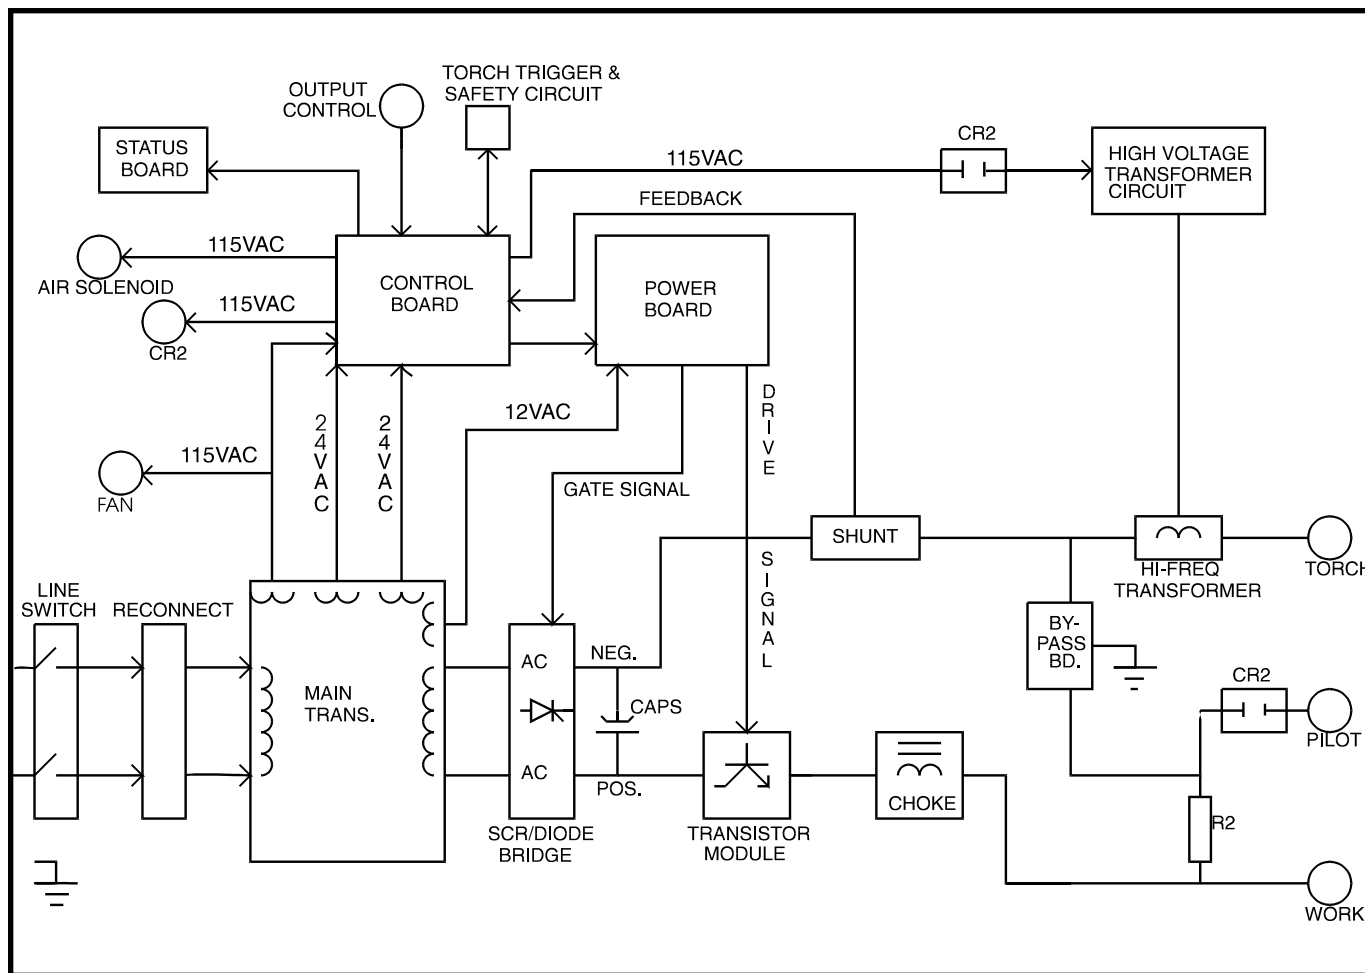 OUTPUT
CONTROL
TORCH TRIGGER &
SAFETY CIRCUIT
STATUS
BOARD
115VAC
CR2
HIGH VOLTAGE
TRANSFORMER
CIRCUIT
FEEDBACK
115VAC
AIR SOLENOID
CONTROL
BOARD
POWER
BOARD
115VAC
CR2
24VAC
24VAC
12VAC
DRIVE
115VAC
FAN
GATE SIGNAL
SHUNT
SIGNAL
HI-FREQ
TRANSFORMER
TORCH
LINE
SWITCH
RECONNECT
BY-
PASS
BD.
MAIN
TRANS.
AC
NEG.
CAPS
CR2
PILOT
AC
POS.
CHOKE
R2
SCR/DIODE
BRIDGE
TRANSISTOR
MODULE
WORK